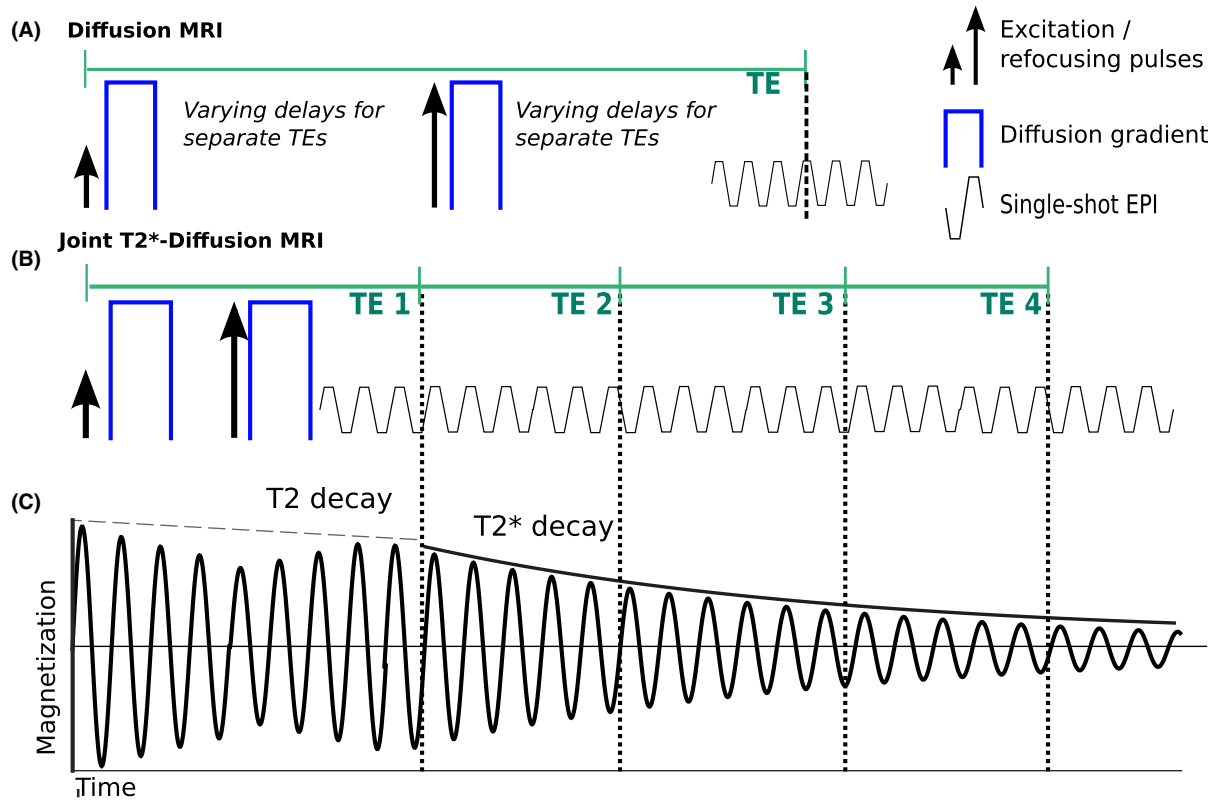 (A)
Diffusion MRI
TE
Varying delays for
separate TEs
Varying delays for
separate TEs
Excitation /
refocusing pulses
Diffusion gradient
Single-shot EPI
Joint T2*-Diffusion MRI
(B)
TE 1
TE 2
TE 3
TE 4
(C)
T2 decay
T2* decay
Magnetization
Time